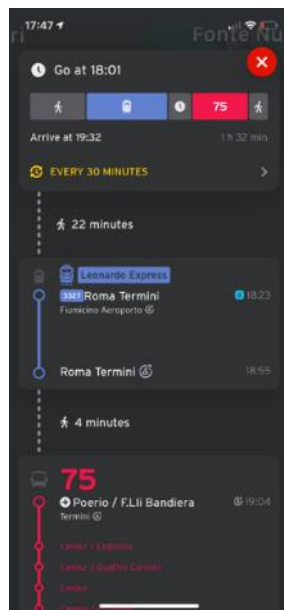 17:47
Fonte Nu
Go at 18:01
75
Arrive at 19:32 1 h 32 min
EVERY 30 MINUTES
22 minutes
Leonardo Express
3327 Roma Termini 18:23
Fiumicino Aeroporto
Roma Termini 18:55
4 minutes
75
Poerio / F.Lli Bandiera 19:04
Termini
Cavour / Esquilino
Cavour / Quattro Cantoni
Cavour